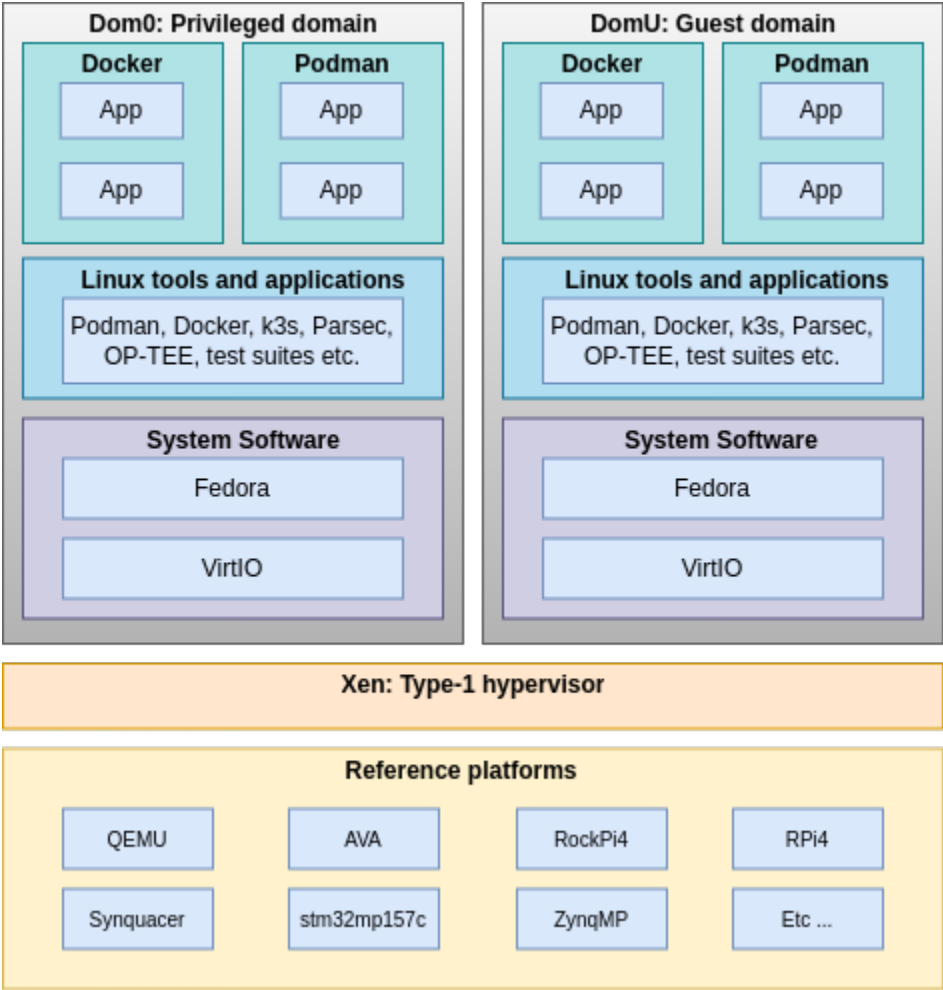 Dom0: Privileged domain
Docker
App
App
Podman
App
App
Linux tools and applications
Podman, Docker, k3s, Parsec,
OP-TEE, test suites etc.
System Software
Fedora
VirtIO
DomU: Guest domain
Docker
App
App
Podman
App
App
Linux tools and applications
Podman, Docker, k3s, Parsec,
OP-TEE, test suites etc.
System Software
Fedora
VirtIO
Xen: Type-1 hypervisor
Reference platforms
QEMU
AVA
RockPi4
RPi4
Synquacer
stm32mp157c
ZynqMP
Etc ...